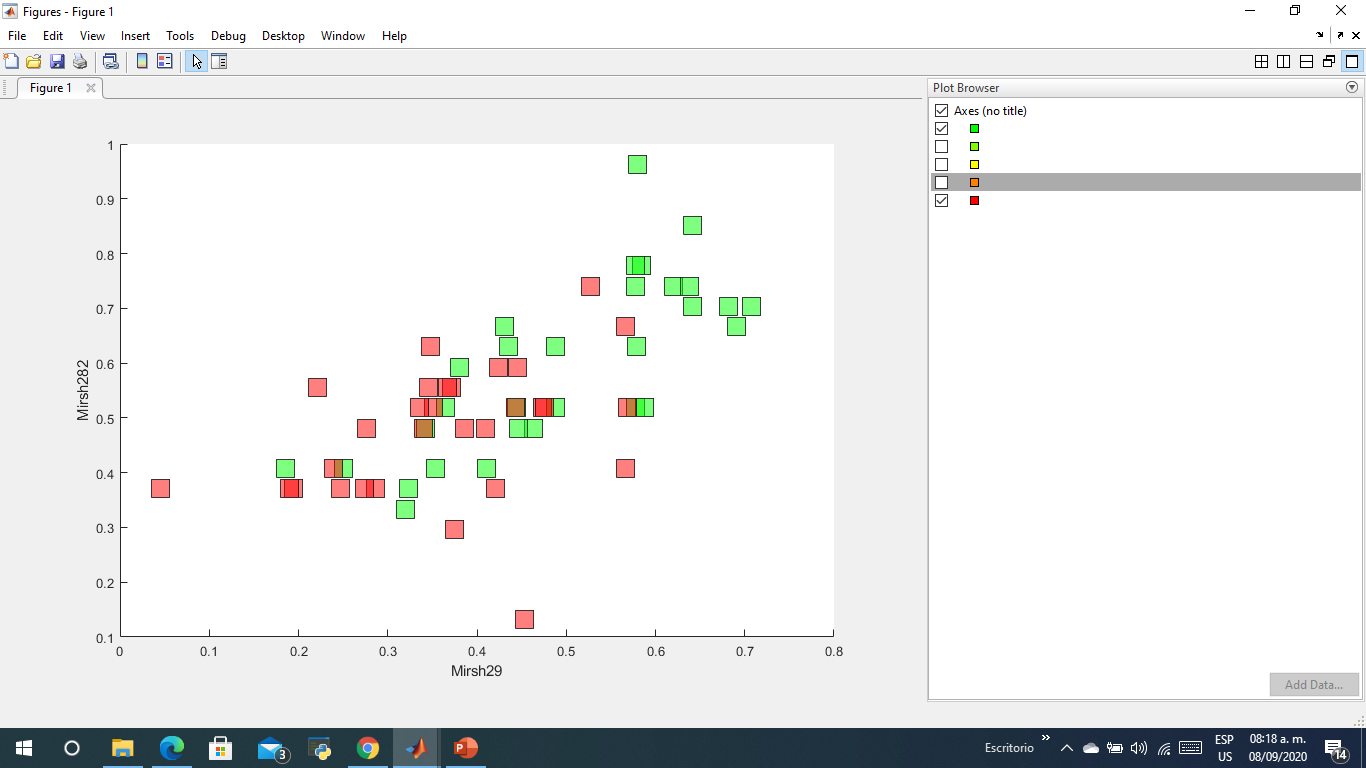 Figures - Figure 1
File Edit View Insert Tools Debug Desktop Window Help
Figure 1
Plot Browser
Axes (no title)
1
0.9
0.8
0.7
0.6
0.5
0.4
0.3
0.2
0.1
Mirsh282
0 0.1 0.2 0.3 0.4 0.5 0.6 0.7 0.8
Mirsh29
Add Data...
3
P
Escritorio
ESP
US
08:18 a. m.
08/09/2020
14